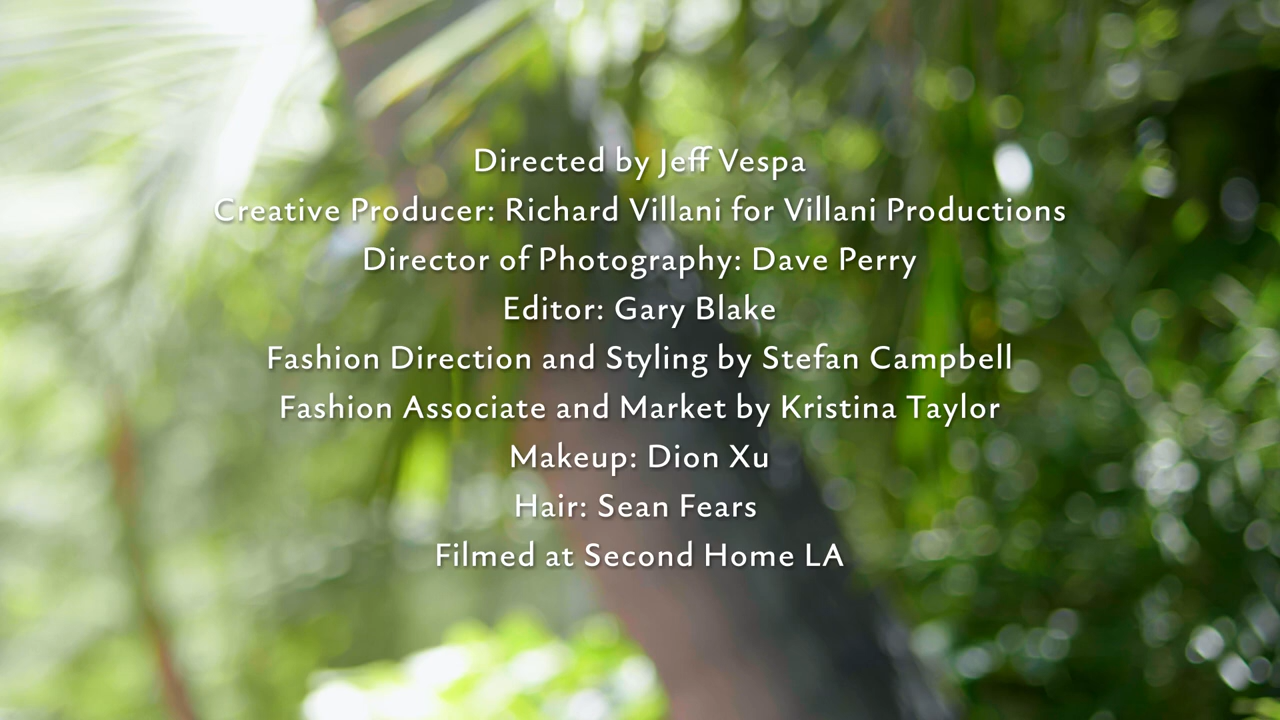 Directed by Jeff Vespa
Creative Producer: Richard Villani for Villani Productions
Director of Photography: Dave Perry
Editor: Gary Blake
Fashion Direction and Styling by Stefan Campbell
Fashion Associate and Market by Kristina Taylor
Makeup: Dion Xu
Hair: Sean Fears
Filmed at Second Home LA